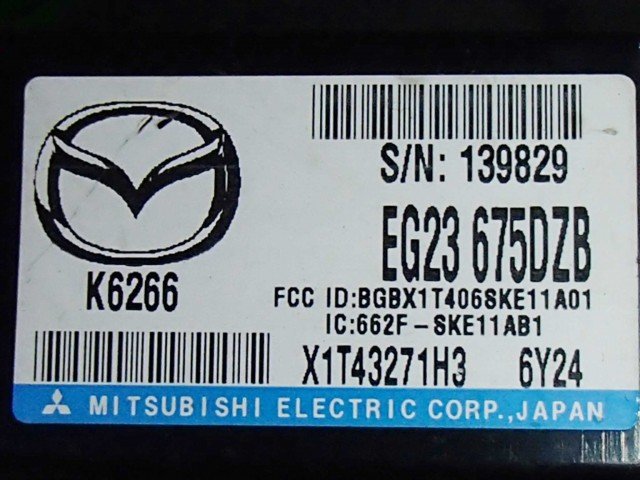 S/N: 139829
EG23 675DZB
K6266
FCC ID:BGBX1T406SKE11A01
IC:662F-SKE11AB1
X1T43271H3 6Y24
MITSUBISHI ELECTRIC CORP.,JAPAN